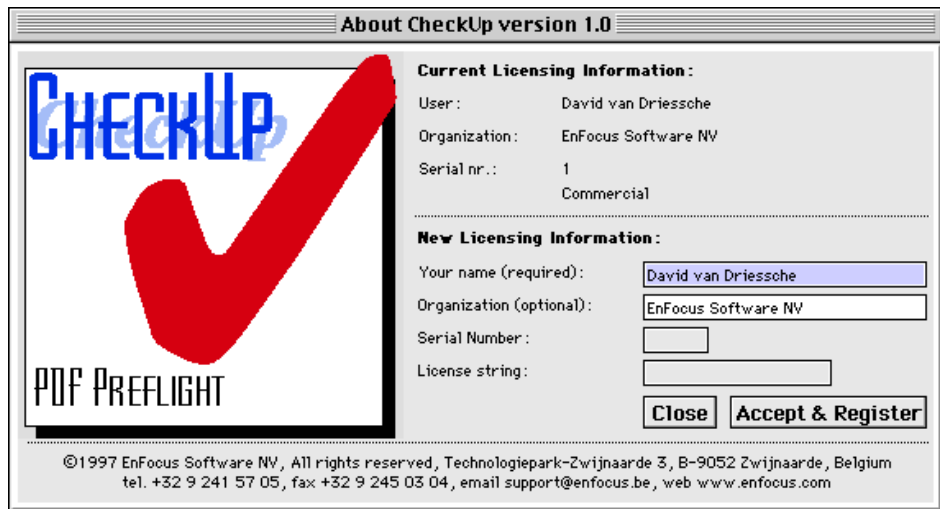 About CheckUp version 1.0
CHECKUP
CheckUp
PDF PREFLIGHT
Current Licensing Information:
User: David van Driessche
Organization: EnFocus Software NV
Serial nr.: 1
Commercial
New Licensing Information:
Your name (required): David van Driessche
Organization (optional): EnFocus Software NV
Serial Number:
License string:
Close Accept & Register
©1997 EnFocus Software NV, All rights reserved, Technologiepark-Zwijnaarde 3, B-9052 Zwijnaarde, Belgium
tel. +32 9 241 57 05, fax +32 9 245 03 04, email support@enfocus.be, web www.enfocus.com